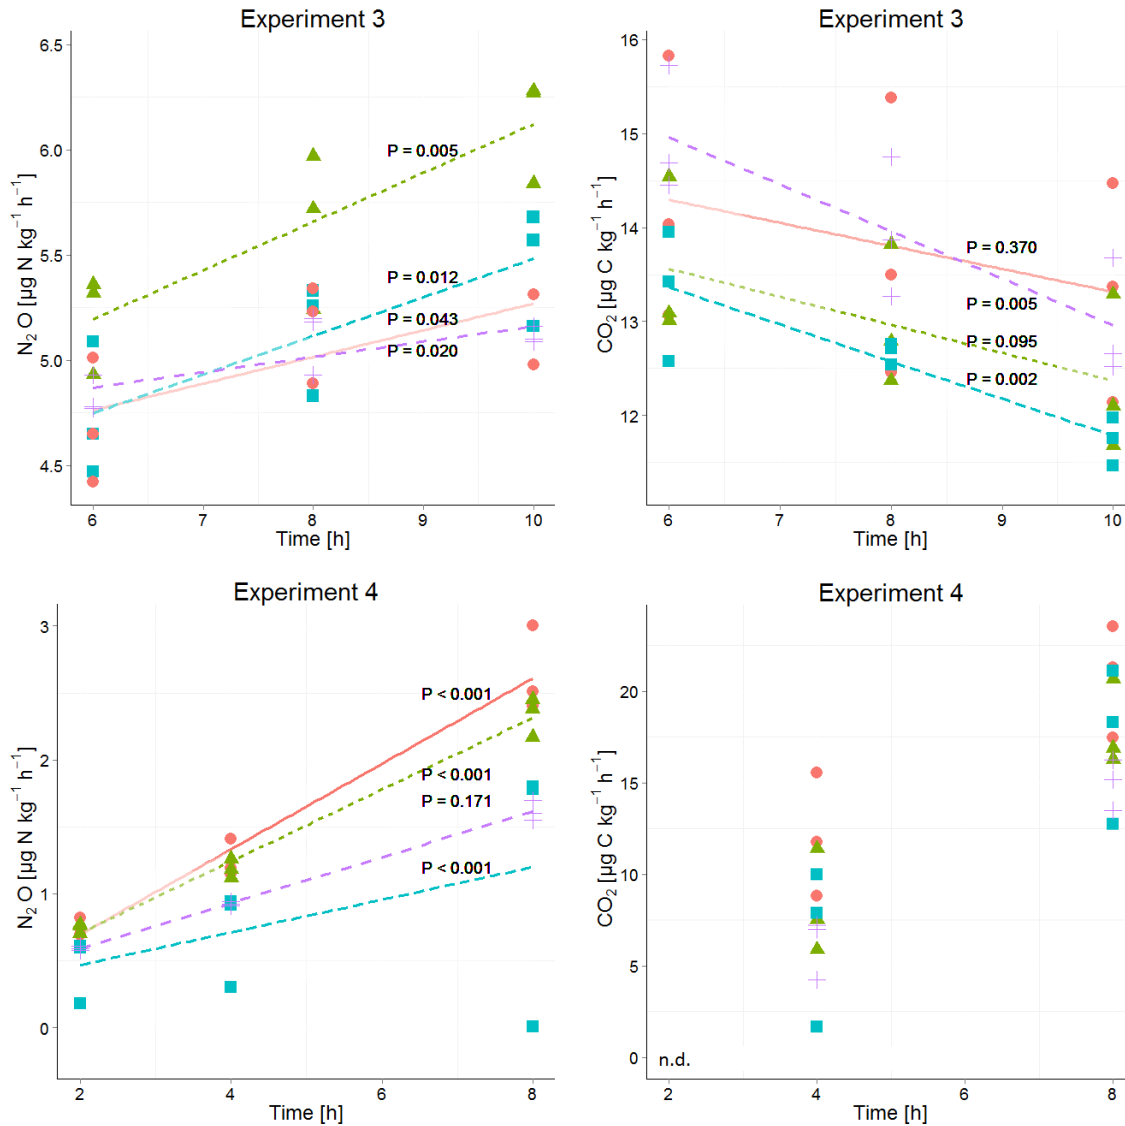 Experiment 3
N₂ O [µg N kg⁻¹ h⁻¹]
6.5
6.0
5.5
5.0
4.5
P = 0.005
P = 0.012
P = 0.043
P = 0.020
6 7 8 9 10
Time [h]
Experiment 3
CO₂ [µg C kg⁻¹ h⁻¹]
16
15
14
13
12
P = 0.370
P = 0.005
P = 0.095
P = 0.002
6 7 8 9 10
Time [h]
Experiment 4
N₂ O [µg N kg⁻¹ h⁻¹]
3
2
1
0
P < 0.001
P < 0.001
P = 0.171
P < 0.001
2 4 6 8
Time [h]
Experiment 4
CO₂ [µg C kg⁻¹ h⁻¹]
20
15
10
5
0
n.d.
2 4 6 8
Time [h]